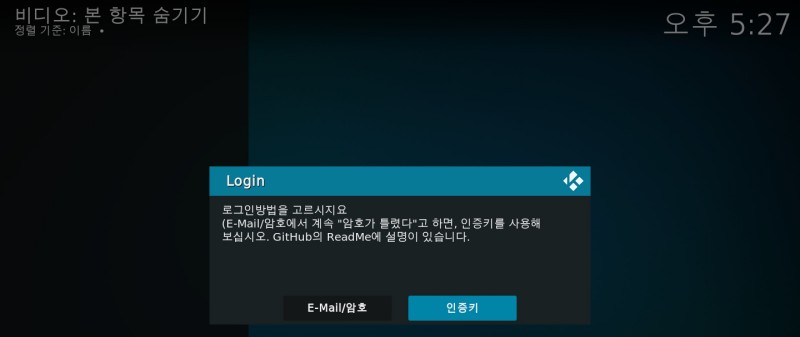 비디오: 본 항목 숨기기
정렬 기준: 이름 •
오후 5:27
Login
로그인방법을 고르시지요
(E-Mail/암호에서 계속 "암호가 틀렸다"고 하면, 인증키를 사용해
보십시오. GitHub의 ReadMe에 설명이 있습니다.
E-Mail/암호
인증키